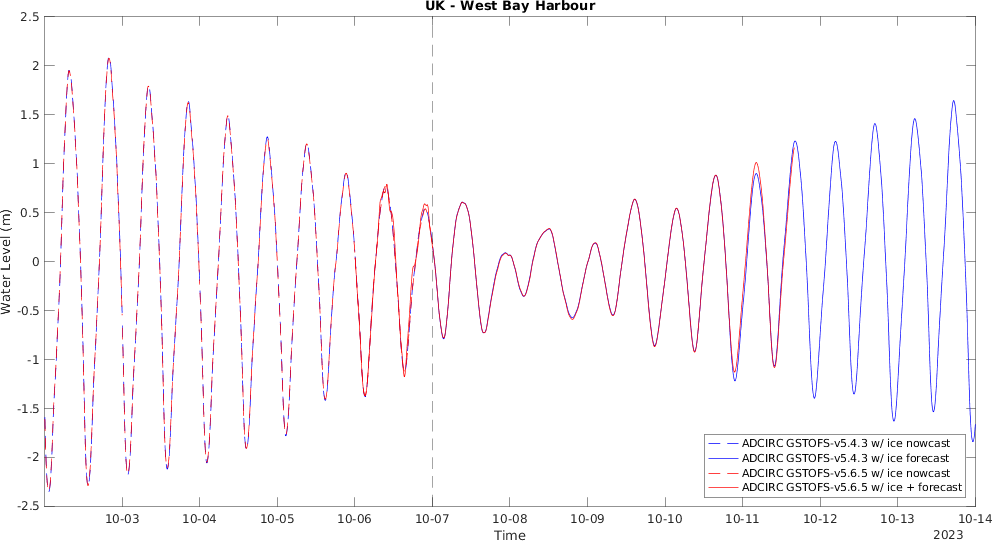 UK - West Bay Harbour
2.5
2
1.5
1
0.5
0
-0.5
-1
-1.5
-2
-2.5
Water Level (m)
10-03 10-04 10-05 10-06 10-07 10-08 10-09 10-10 10-11 10-12 10-13 10-14
Time
2023
ADCIRC GSTOFS-v5.4.3 w/ ice nowcast
ADCIRC GSTOFS-v5.4.3 w/ ice forecast
ADCIRC GSTOFS-v5.6.5 w/ ice nowcast
ADCIRC GSTOFS-v5.6.5 w/ ice + forecast